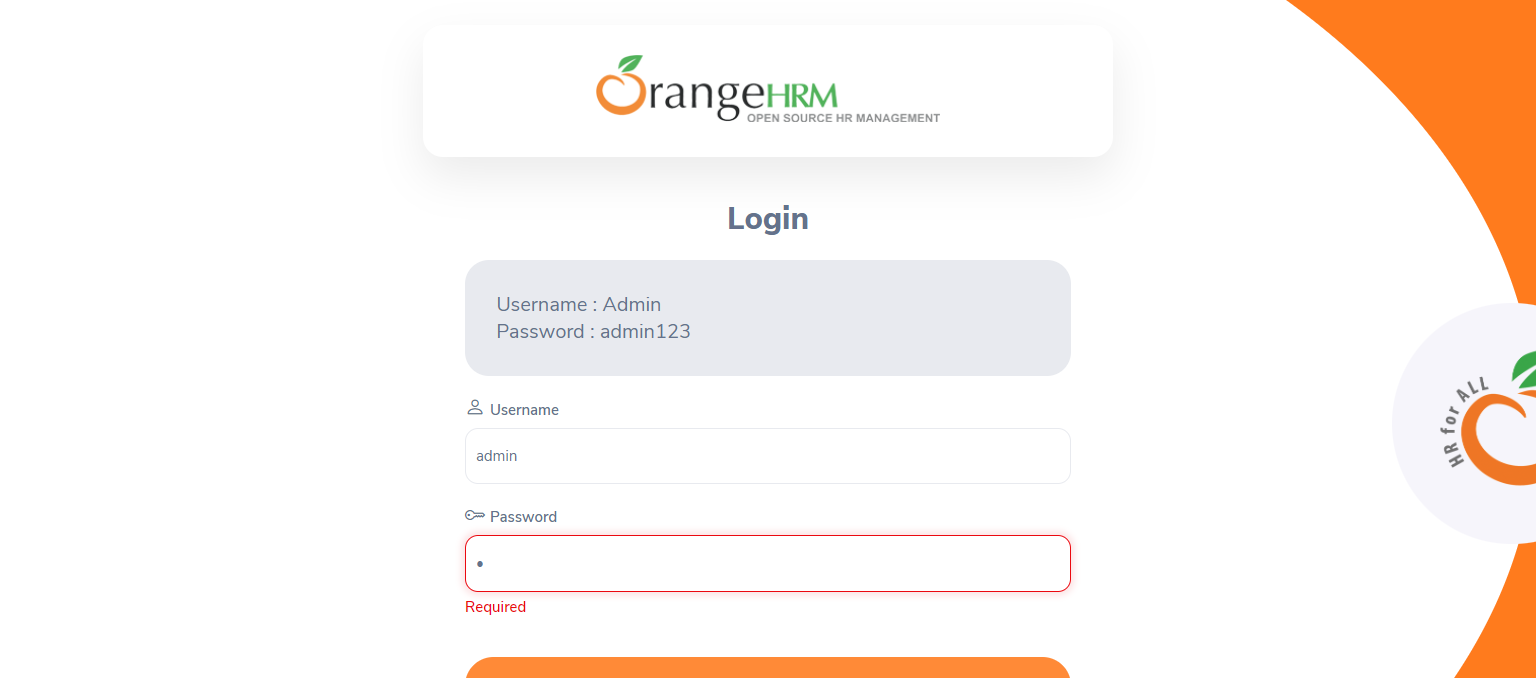 OrangeHRM
OPEN SOURCE HR MANAGEMENT
Login
Username : Admin
Password : admin123
Username
admin
Password
•
Required
HR for ALL